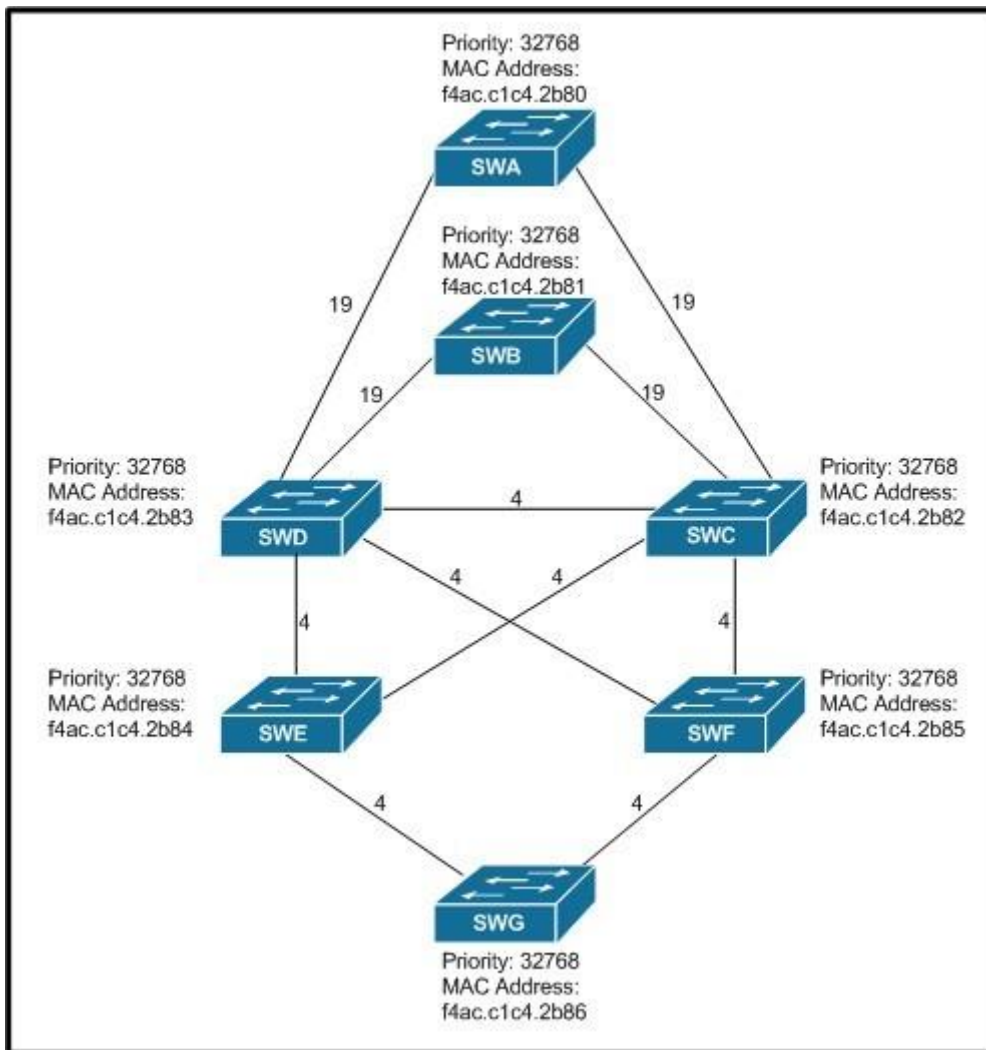 Priority: 32768
MAC Address:
f4ac.c1c4.2b80
SWA
Priority: 32768
MAC Address:
f4ac.c1c4.2b81
19
SWB
19
19
19
Priority: 32768
MAC Address:
f4ac.c1c4.2b83
SWD
4
Priority: 32768
MAC Address:
f4ac.c1c4.2b82
SWC
4
4
4
4
Priority: 32768
MAC Address:
f4ac.c1c4.2b84
SWE
Priority: 32768
MAC Address:
f4ac.c1c4.2b85
SWF
4
4
SWG
Priority: 32768
MAC Address:
f4ac.c1c4.2b86